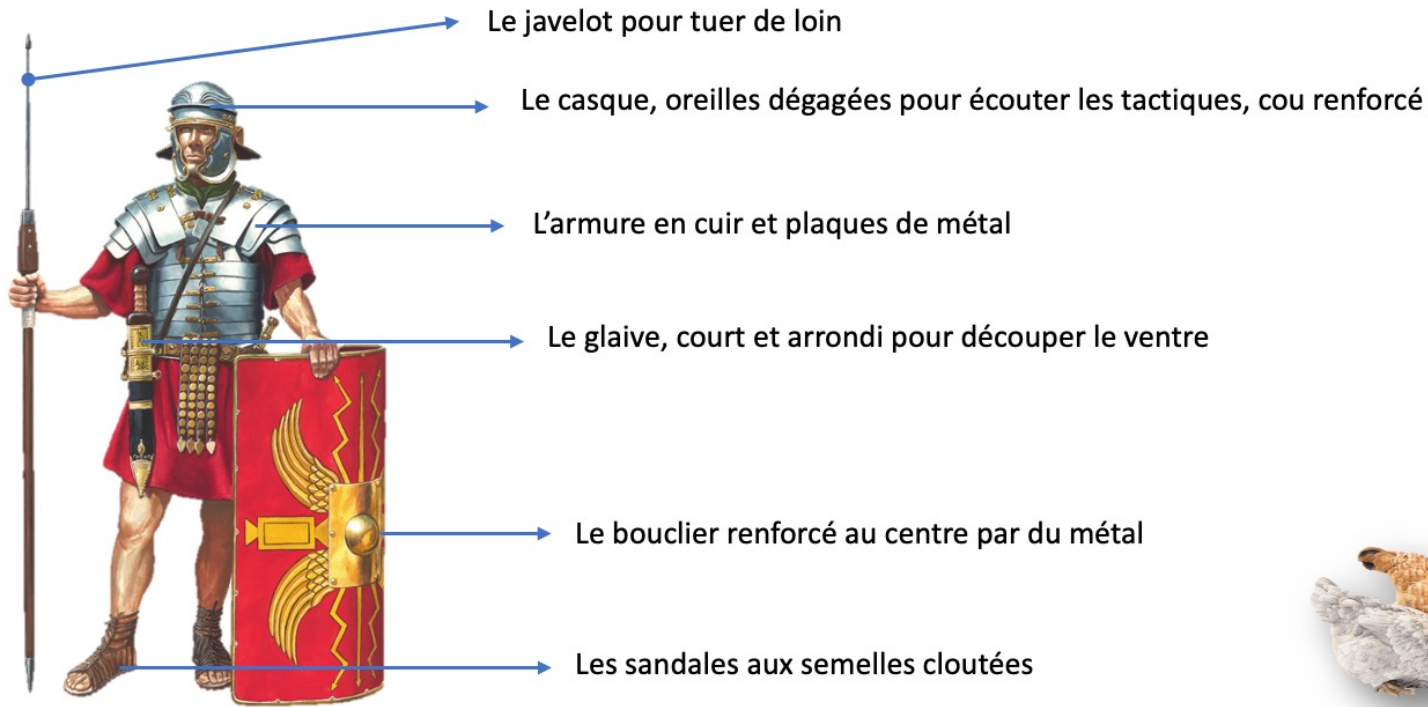 Le javelot pour tuer de loin
Le casque, oreilles dégagées pour écouter les tactiques, cou renforcé
L’armure en cuir et plaques de métal
Le glaive, court et arrondi pour découper le ventre
Le bouclier renforcé au centre par du métal
Les sandales aux semelles cloutées